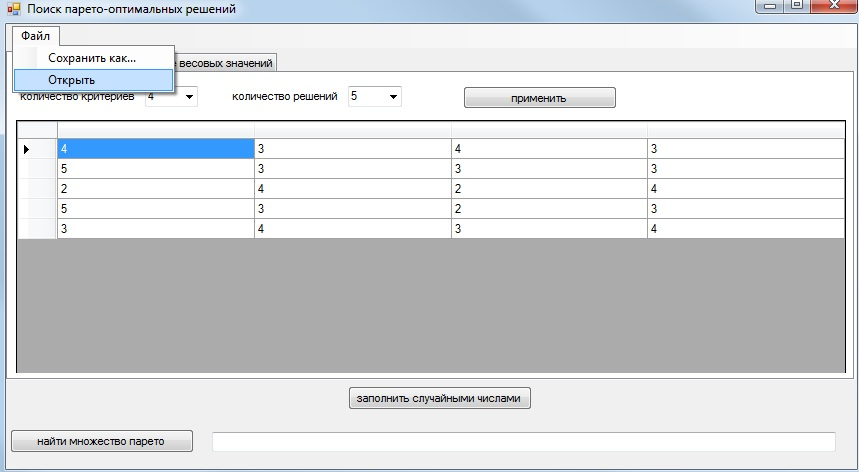 Поиск парето-оптимальных решений
Файл
Сохранить как...
Открыть
весовых значений
количество критериев 4 количество решений 5 применить
4 3 4 3
5 3 3 3
2 4 2 4
5 3 2 3
3 4 3 4
заполнить случайными числами
найти множество парето